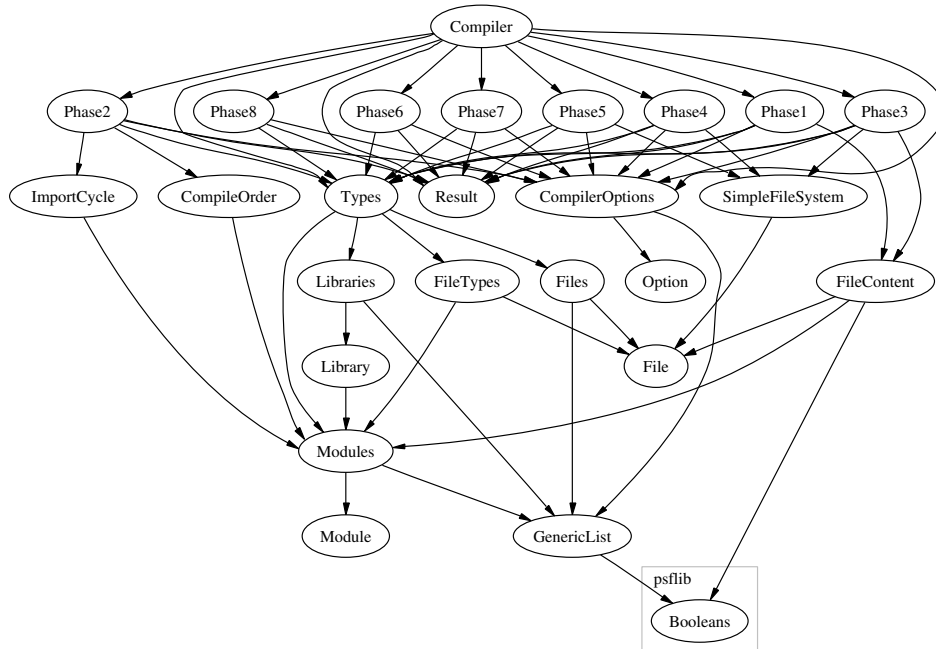 Compiler
Phase2
Phase8
Phase6
Phase7
Phase5
Phase4
Phase1
Phase3
ImportCycle
CompileOrder
Types
Result
CompilerOptions
SimpleFileSystem
Libraries
FileTypes
Files
Option
FileContent
Library
File
Modules
Module
GenericList
psflib
Booleans